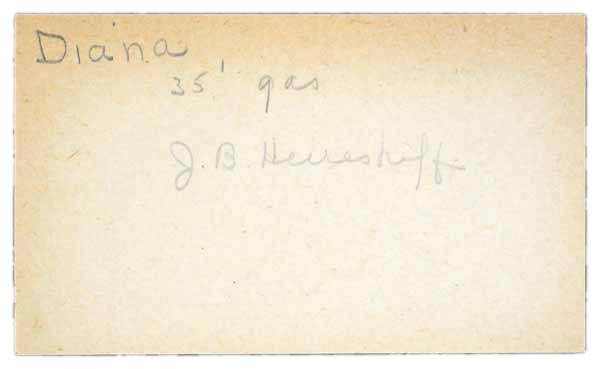 Diana
35' gas
J. B. Herreshoff